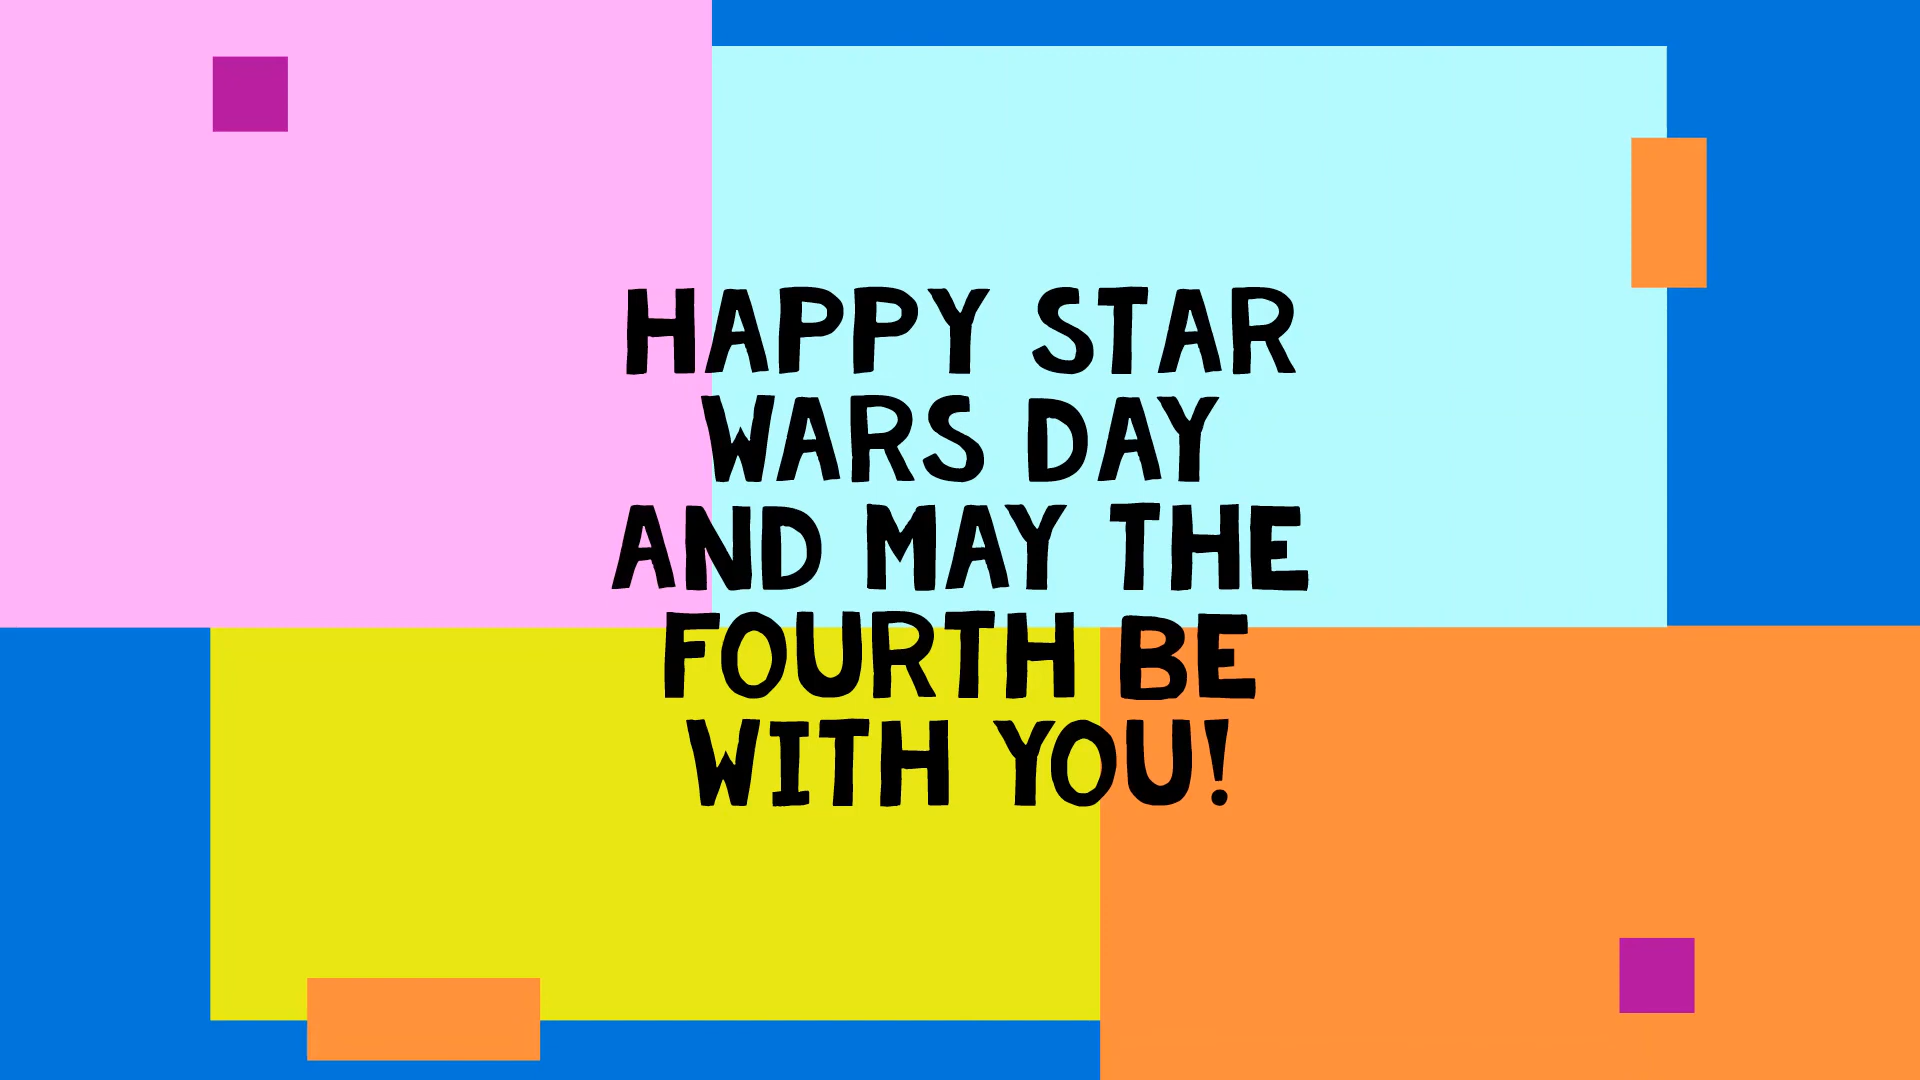 HAPPY STAR
WARS DAY
AND MAY THE
FOURTH BE
WITH YOU!